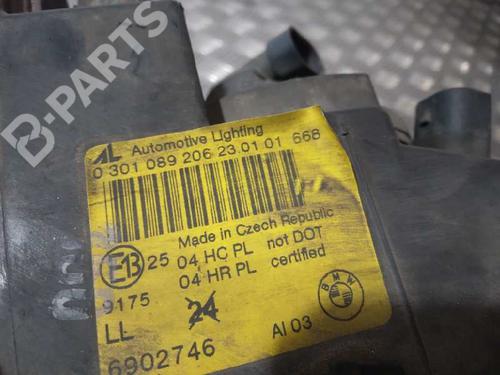 B-PARTS
AL Automotive Lighting
0 301 089 206 23 01 01 668
Made in Czech Republic
E13 25 04 HC PL not DOT
04 HR PL certified
9175
LL 24
BMW
6902746 AI 03